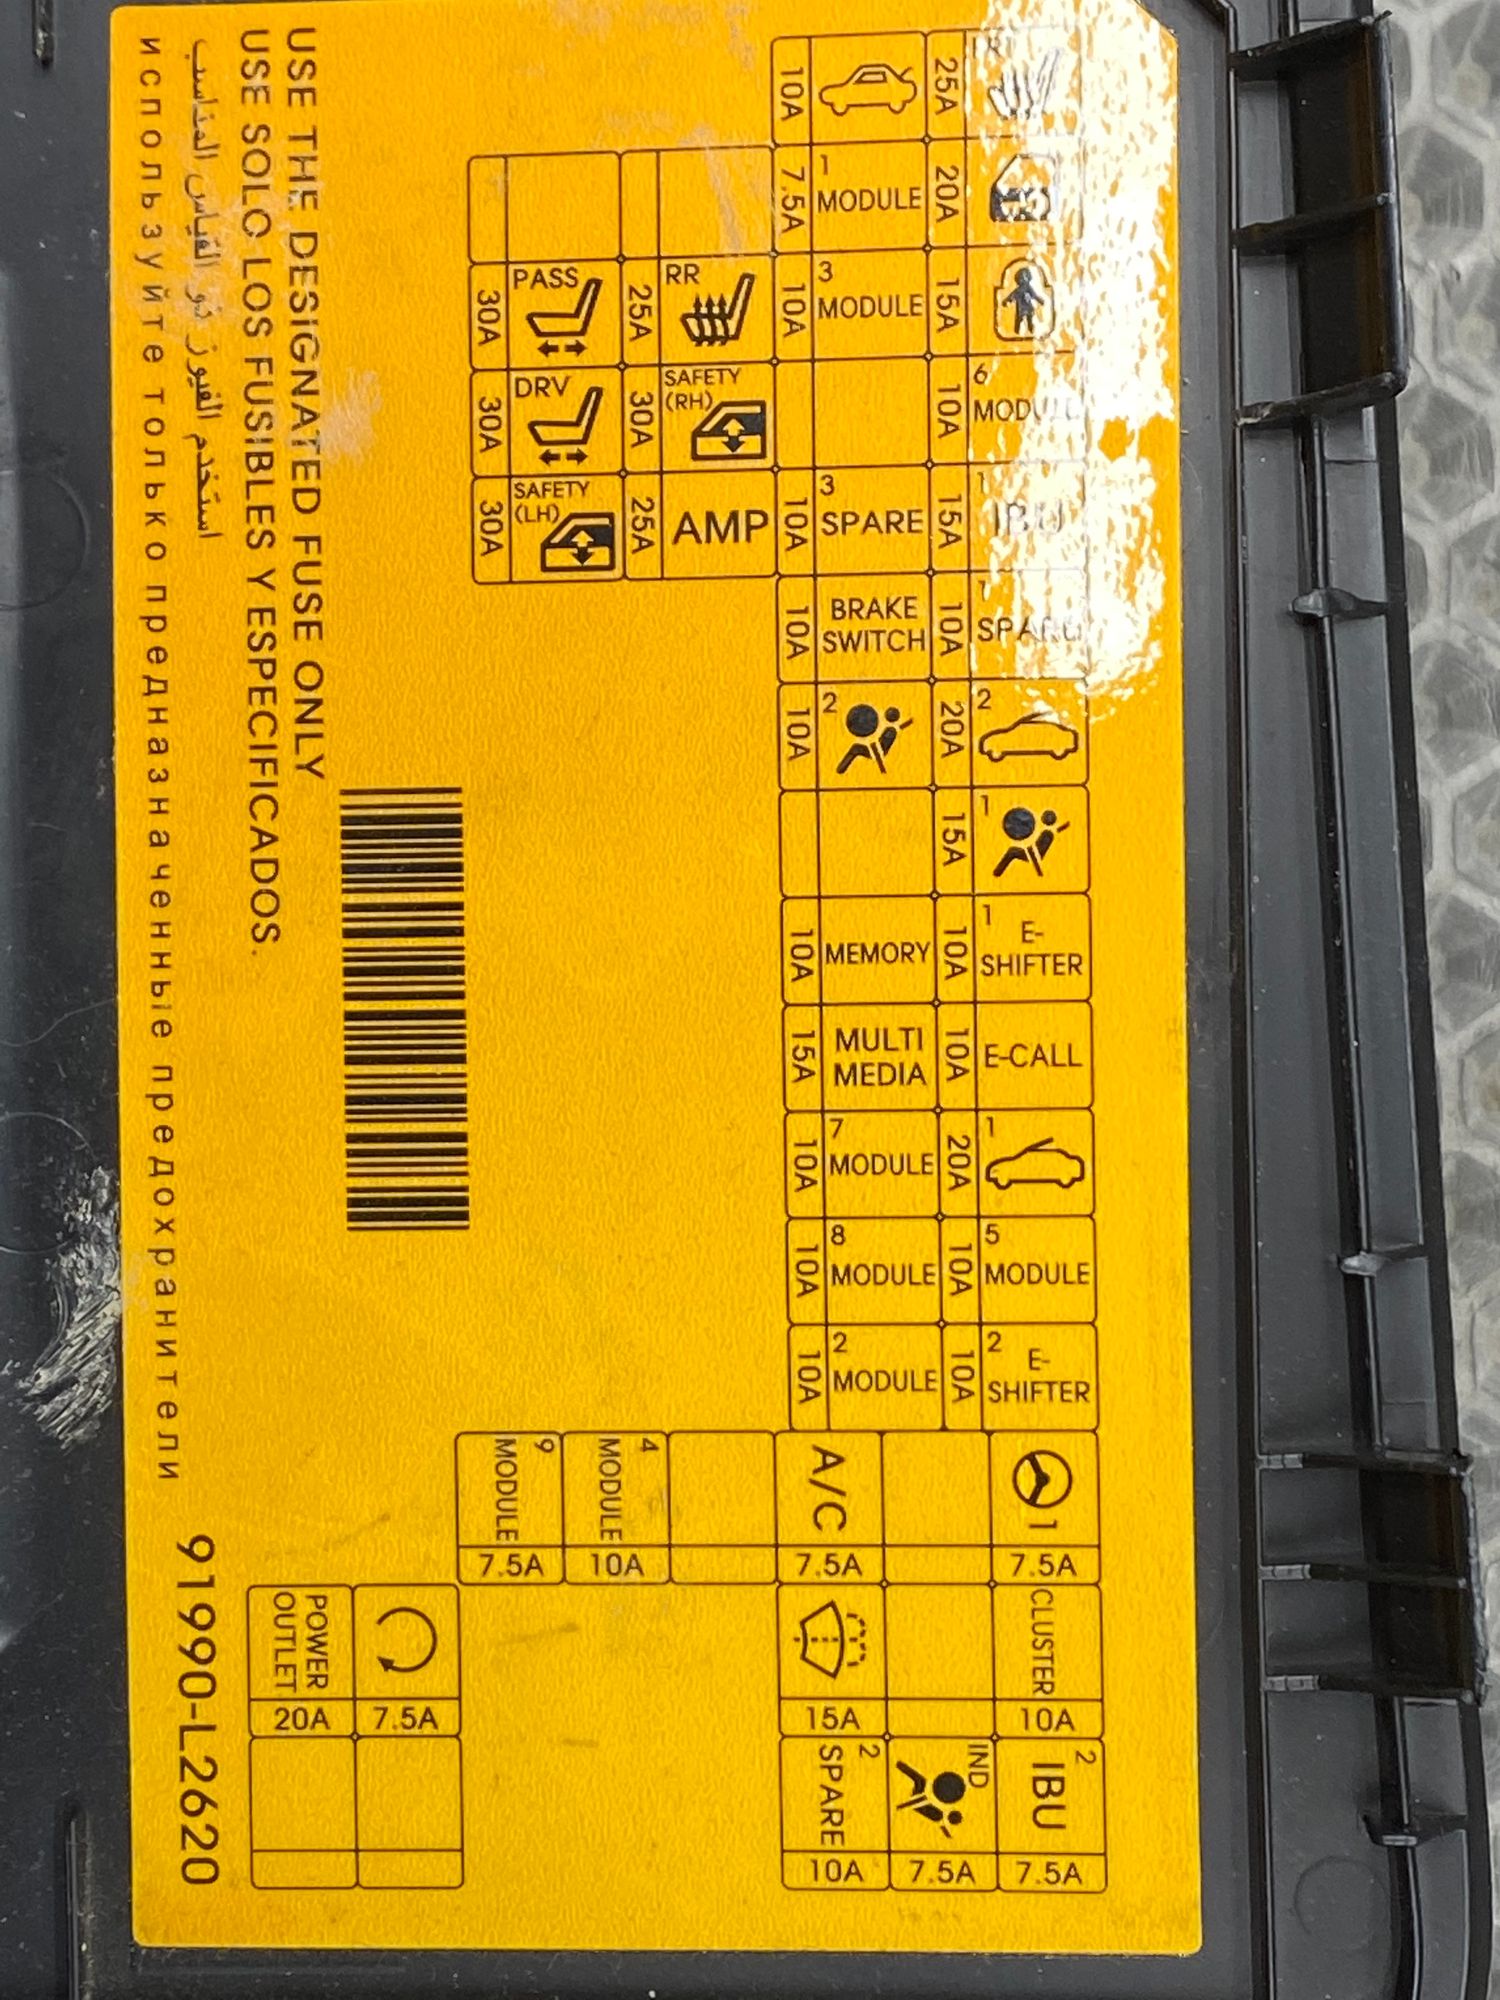 25A
10A
1
MODULE
7.5A
20A
3
MODULE
10A
15A
PASS
30A
RR
25A
6
MODULE
10A
DRV
30A
SAFETY
(RH)
30A
1
IBU
15A
3
SPARE
10A
AMP
25A
SAFETY
(LH)
30A
1
SPARE
10A
BRAKE
SWITCH
10A
2
20A
2
10A
1
15A
1
E-
SHIFTER
10A
MEMORY
10A
E-CALL
10A
MULTI
MEDIA
15A
1
20A
7
MODULE
10A
5
MODULE
10A
8
MODULE
10A
2
E-
SHIFTER
10A
2
MODULE
10A
1
7.5A
A/C
7.5A
4
MODULE
10A
9
MODULE
7.5A
CLUSTER
10A
15A
7.5A
POWER
OUTLET
20A
2
IBU
7.5A
IND
7.5A
2
SPARE
10A
USE THE DESIGNATED FUSE ONLY
USE SOLO LOS FUSIBLES Y ESPECIFICADOS.
استخدم الفيوز ذو القياس المناسب
используйте только предназначенные предохранители
91990-L2620